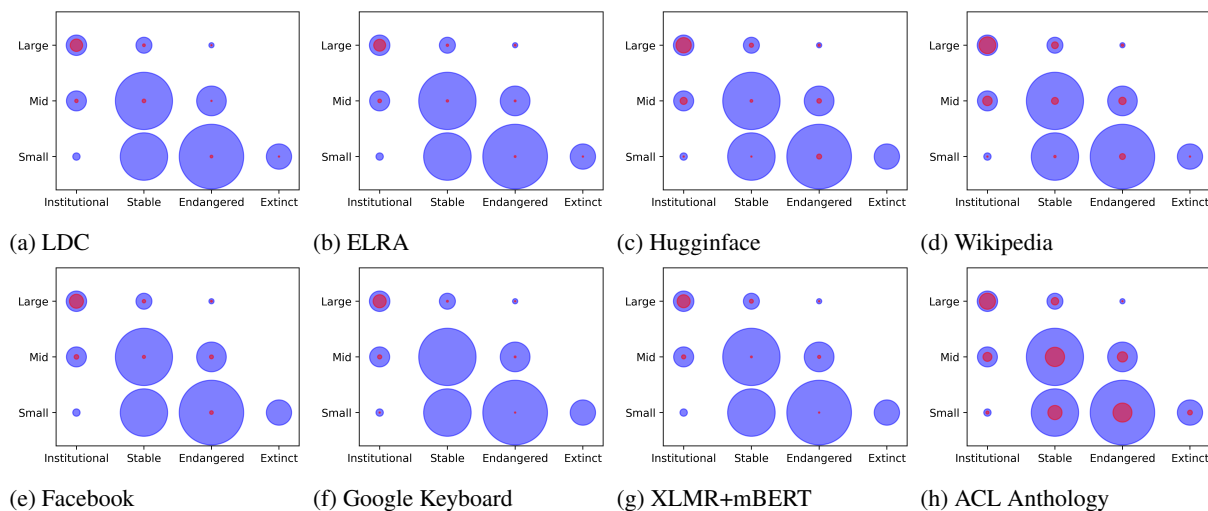 Large
Mid
Small
Institutional Stable Endangered Extinct
(a) LDC
Large
Mid
Small
Institutional Stable Endangered Extinct
(b) ELRA
Large
Mid
Small
Institutional Stable Endangered Extinct
(c) Hugginface
Large
Mid
Small
Institutional Stable Endangered Extinct
(d) Wikipedia
Large
Mid
Small
Institutional Stable Endangered Extinct
(e) Facebook
Large
Mid
Small
Institutional Stable Endangered Extinct
(f) Google Keyboard
Large
Mid
Small
Institutional Stable Endangered Extinct
(g) XLMR+mBERT
Large
Mid
Small
Institutional Stable Endangered Extinct
(h) ACL Anthology